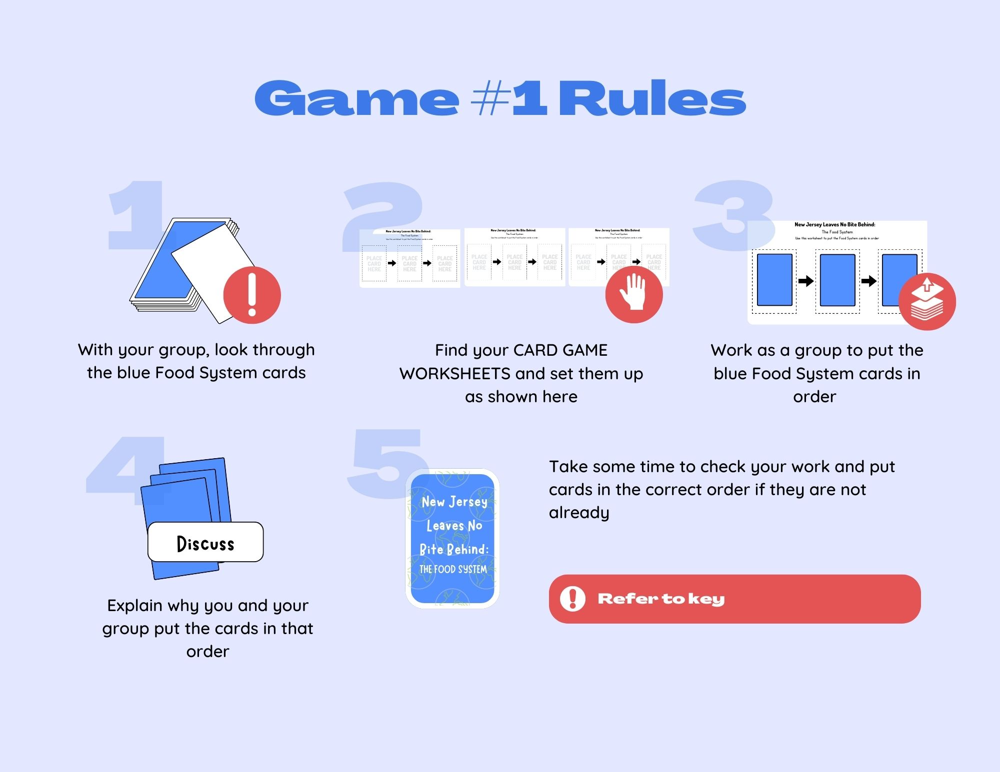 Game #1 Rules
1
New Jersey Leaves No Bite Behind:
The Food System
Use this worksheet to put the Food System cards in order
PLACE
CARD
HERE
PLACE
CARD
HERE
PLACE
CARD
HERE
New Jersey Leaves No Bite Behind:
The Food System
Use this worksheet to put the Food System cards in order
PLACE
CARD
HERE
PLACE
CARD
HERE
PLACE
CARD
HERE
New Jersey Leaves No Bite Behind:
The Food System
Use this worksheet to put the Food System cards in order
PLACE
CARD
HERE
PLACE
CARD
HERE
PLACE
CARD
HERE
2
3
New Jersey Leaves No Bite Behind:
The Food System
Use this worksheet to put the Food System cards in order
With your group, look through
the blue Food System cards
Find your CARD GAME
WORKSHEETS and set them up
as shown here
Work as a group to put the
blue Food System cards in
order
4
Discuss
Explain why you and your
group put the cards in that
order
5
New Jersey
Leaves No
Bite Behind:
THE FOOD SYSTEM
Take some time to check your work and put
cards in the correct order if they are not
already
Refer to key